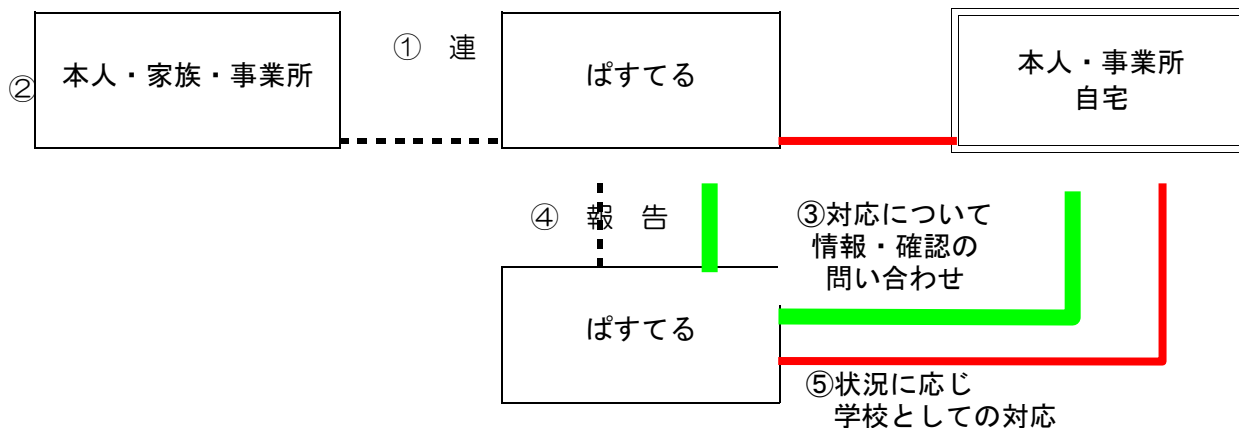 ① 連
② 本人・家族・事業所
ぱすてる
本人・事業所
自宅
④ 報 告
③対応について
情報・確認の
問い合わせ
ぱすてる
⑤状況に応じ
学校としての対応